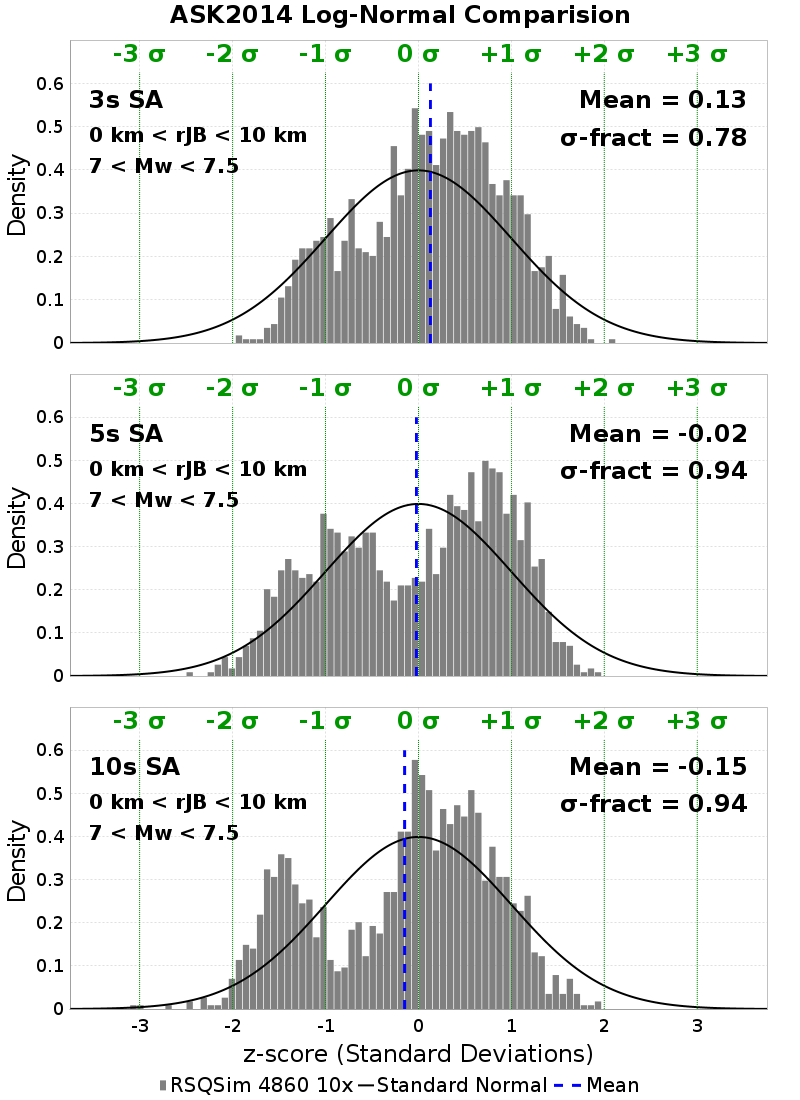 ASK2014 Log-Normal Comparision
-3 σ -2 σ -1 σ 0 σ +1 σ +2 σ +3 σ
3s SA
0 km < rJB < 10 km
7 < Mw < 7.5
Mean = 0.13
σ-fract = 0.78
Density
0.6
0.5
0.4
0.3
0.2
0.1
0
-3 σ -2 σ -1 σ 0 σ +1 σ +2 σ +3 σ
5s SA
0 km < rJB < 10 km
7 < Mw < 7.5
Mean = -0.02
σ-fract = 0.94
Density
0.6
0.5
0.4
0.3
0.2
0.1
0
-3 σ -2 σ -1 σ 0 σ +1 σ +2 σ +3 σ
10s SA
0 km < rJB < 10 km
7 < Mw < 7.5
Mean = -0.15
σ-fract = 0.94
Density
0.6
0.5
0.4
0.3
0.2
0.1
0
-3 -2 -1 0 1 2 3
z-score (Standard Deviations)
RSQSim 4860 10x Standard Normal Mean